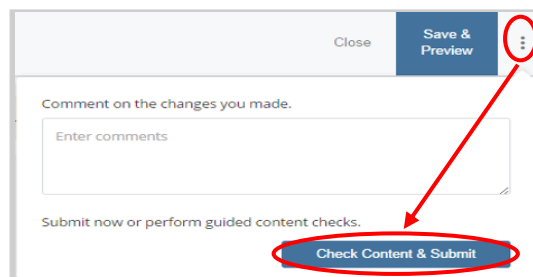 Close
Save &
Preview
Comment on the changes you made.
Enter comments
Submit now or perform guided content checks.
Check Content & Submit